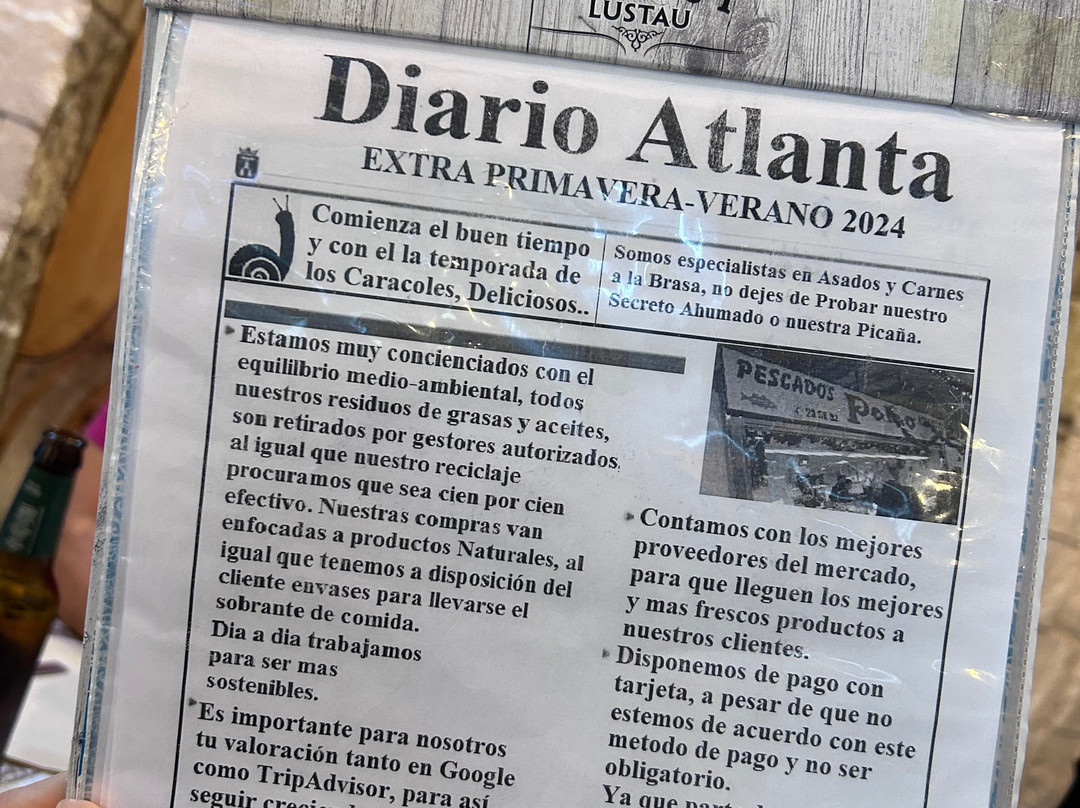 LUSTAU
Diario Atlanta
EXTRA PRIMAVERA-VERANO 2024
Comienza el buen tiempo
y con el la temporada de
los Caracoles, Deliciosos..
Somos especialistas en Asados y Carnes
a la Brasa, no dejes de Probar nuestro
Secreto Ahumado o nuestra Picaña.
Estamos muy concienciados con el
equililbrio medio-ambiental, todos
nuestros residuos de grasas y aceites,
son retirados por gestores autorizados,
al igual que nuestro reciclaje
procuramos que sea cien por cien
efectivo. Nuestras compras van
enfocadas a productos Naturales, al
igual que tenemos a disposición del
cliente envases para llevarse el
sobrante de comida.
Dia a dia trabajamos
para ser mas
sostenibles.
Es importante para nosotros
tu valoración tanto en Google
como TripAdvisor, para así
seguir
PESCADOS
Contamos con los mejores
proveedores del mercado,
para que lleguen los mejores
y mas frescos productos a
nuestros clientes.
Disponemos de pago con
tarjeta, a pesar de que no
estemos de acuerdo con este
metodo de pago y no ser
obligatorio.
Ya que